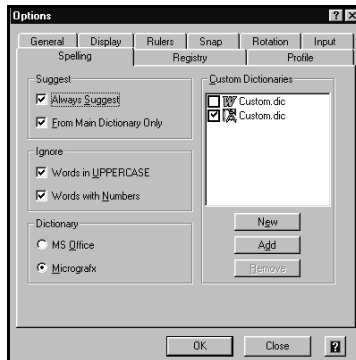 Options
General Display Rulers Snap Rotation Input
Spelling Registry Profile
Suggest
Always Suggest
From Main Dictionary Only
Ignore
Words in UPPERCASE
Words with Numbers
Dictionary
MS Office
Micrografx
Custom Dictionaries
Custom.dic
Custom.dic
New
Add
Remove
OK Close